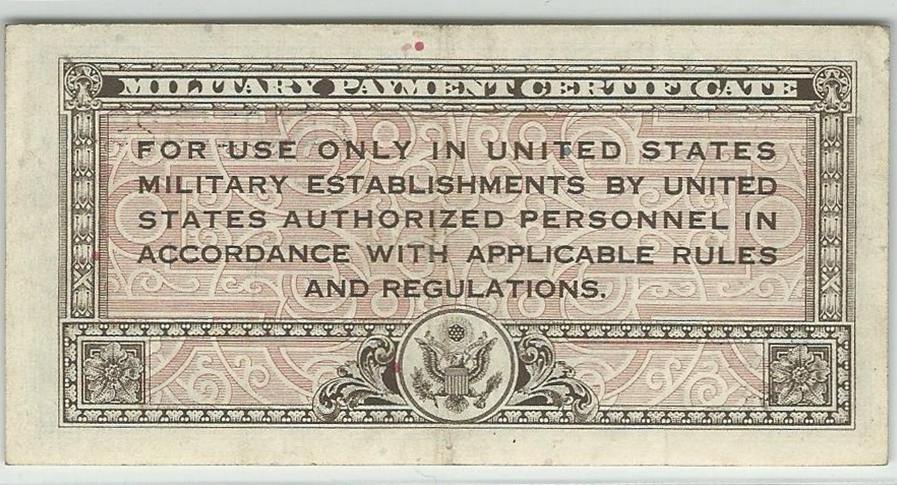 MILITARY PAYMENT CERTIFICATE
FOR USE ONLY IN UNITED STATES
MILITARY ESTABLISHMENTS BY UNITED
STATES AUTHORIZED PERSONNEL IN
ACCORDANCE WITH APPLICABLE RULES
AND REGULATIONS.